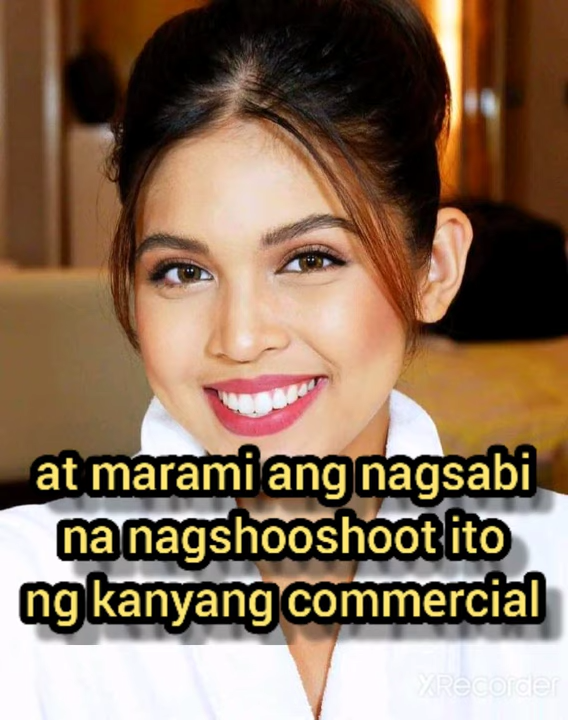 at marami ang nagsabi
na nagshooshoot ito
ng kanyang commercial
XRecorder